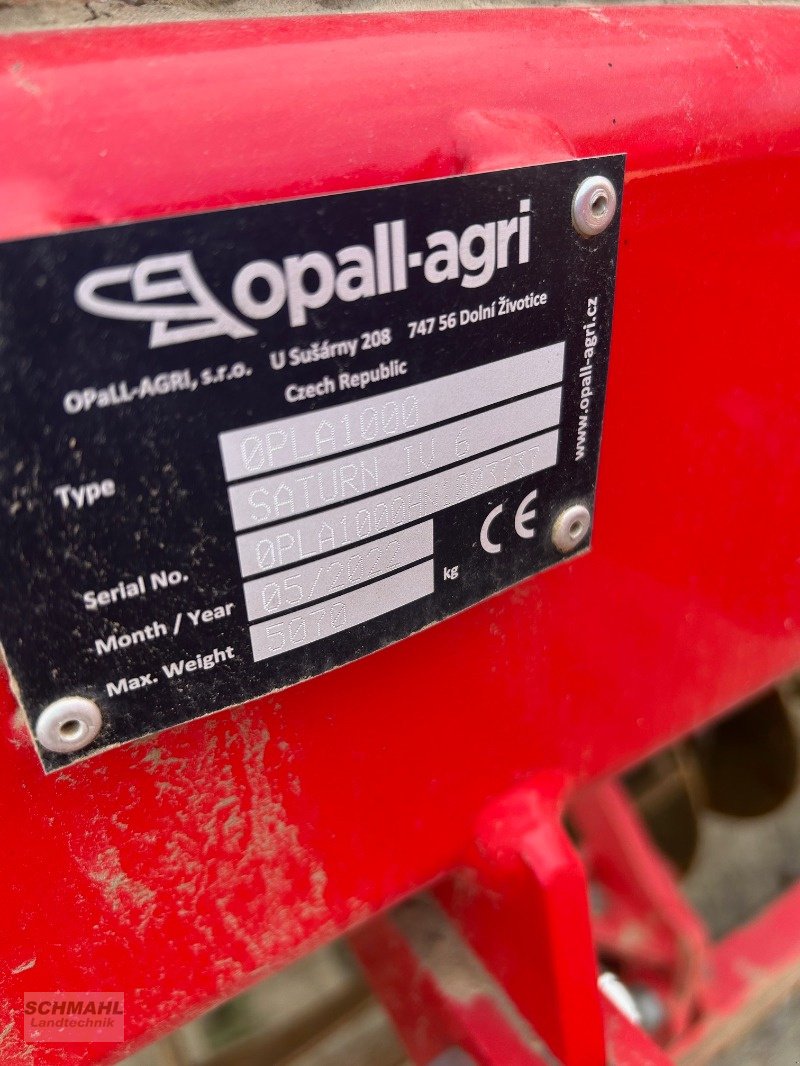 opall-agri
OPaLL-AGRI, s.r.o. U Sušárny 208 747 56 Dolní Životice
Czech Republic
www.opall-agri.cz
0PLA1000
Type SATURN IV 6
Serial No.
Month / Year 05/2022
Max. Weight 5070 kg
CE
SCHMAHL
Landtechnik